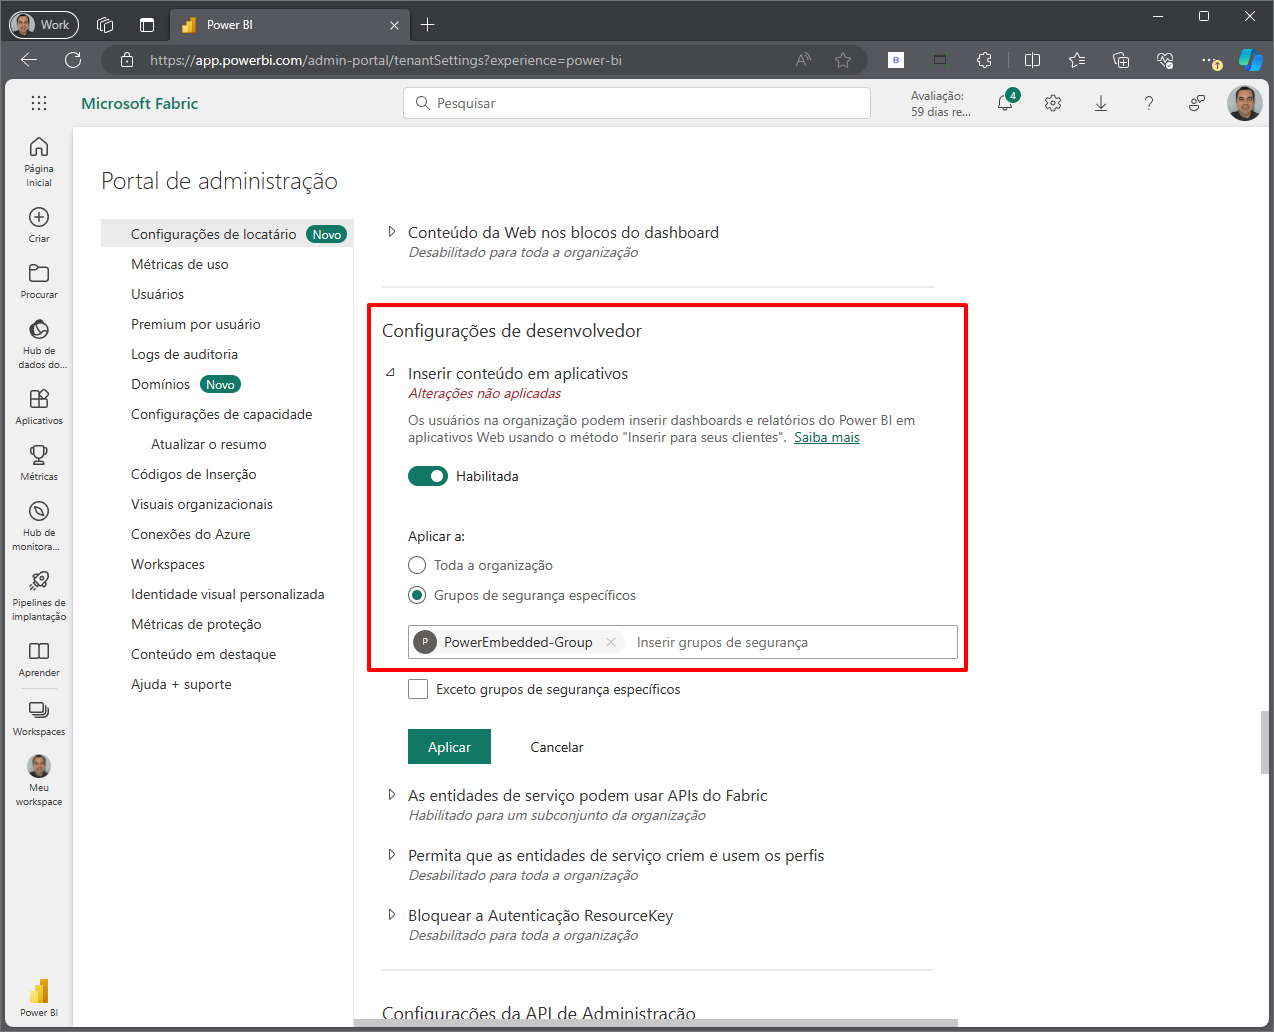 Work
Power BI
https://app.powerbi.com/admin-portal/tenantSettings?experience=power-bi
A
B
Microsoft Fabric
Pesquisar
Avaliação:
59 dias re...
4
?
Página
Inicial
Criar
Procurar
Hub de
dados do...
Aplicativos
Métricas
Hub de
monitora...
Pipelines de
implantação
Aprender
Workspaces
Meu
workspace
Power BI
Portal de administração
Configurações de locatário Novo
Métricas de uso
Usuários
Premium por usuário
Logs de auditoria
Domínios Novo
Configurações de capacidade
Atualizar o resumo
Códigos de Inserção
Visuais organizacionais
Conexões do Azure
Workspaces
Identidade visual personalizada
Métricas de proteção
Conteúdo em destaque
Ajuda + suporte
Conteúdo da Web nos blocos do dashboard
Desabilitado para toda a organização
Configurações de desenvolvedor
Inserir conteúdo em aplicativos
Alterações não aplicadas
Os usuários na organização podem inserir dashboards e relatórios do Power BI em
aplicativos Web usando o método "Inserir para seus clientes". Saiba mais
Habilitada
Aplicar a:
Toda a organização
Grupos de segurança específicos
P PowerEmbedded-Group Inserir grupos de segurança
Exceto grupos de segurança específicos
Aplicar Cancelar
As entidades de serviço podem usar APIs do Fabric
Habilitado para um subconjunto da organização
Permita que as entidades de serviço criem e usem os perfis
Desabilitado para toda a organização
Bloquear a Autenticação ResourceKey
Desabilitado para toda a organização
Configurações da API de Administração